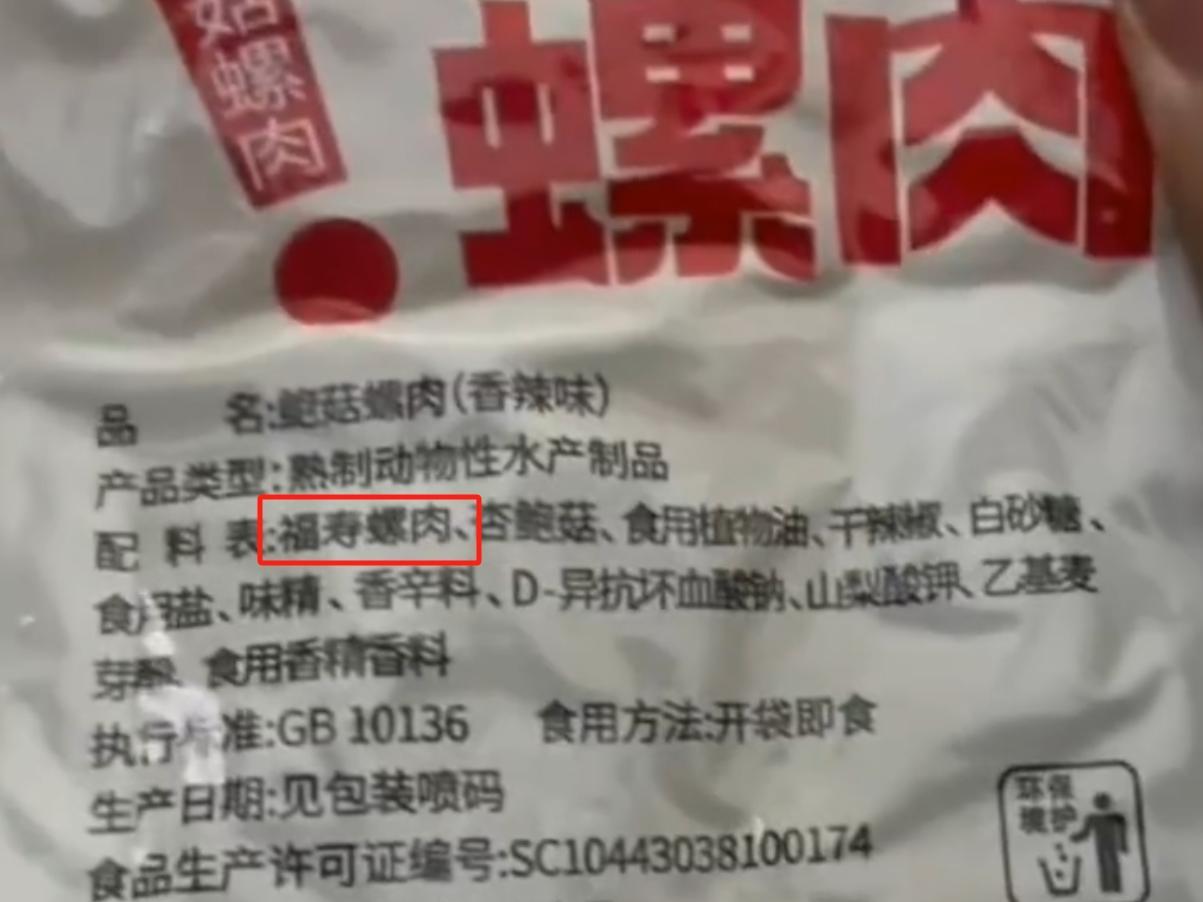 菇螺肉
螺肉
品 名:鲍菇螺肉(香辣味)
产品类型:熟制动物性水产制品
配料表:福寿螺肉、杏鲍菇、食用植物油、干辣椒、白砂糖、
食用盐、味精、香辛料、D-异抗坏血酸钠、山梨酸钾、乙基麦
芽酚、食用香精香料
执行标准:GB 10136 食用方法:开袋即食
生产日期:见包装喷码
食品生产许可证编号:SC10443038100174
环保